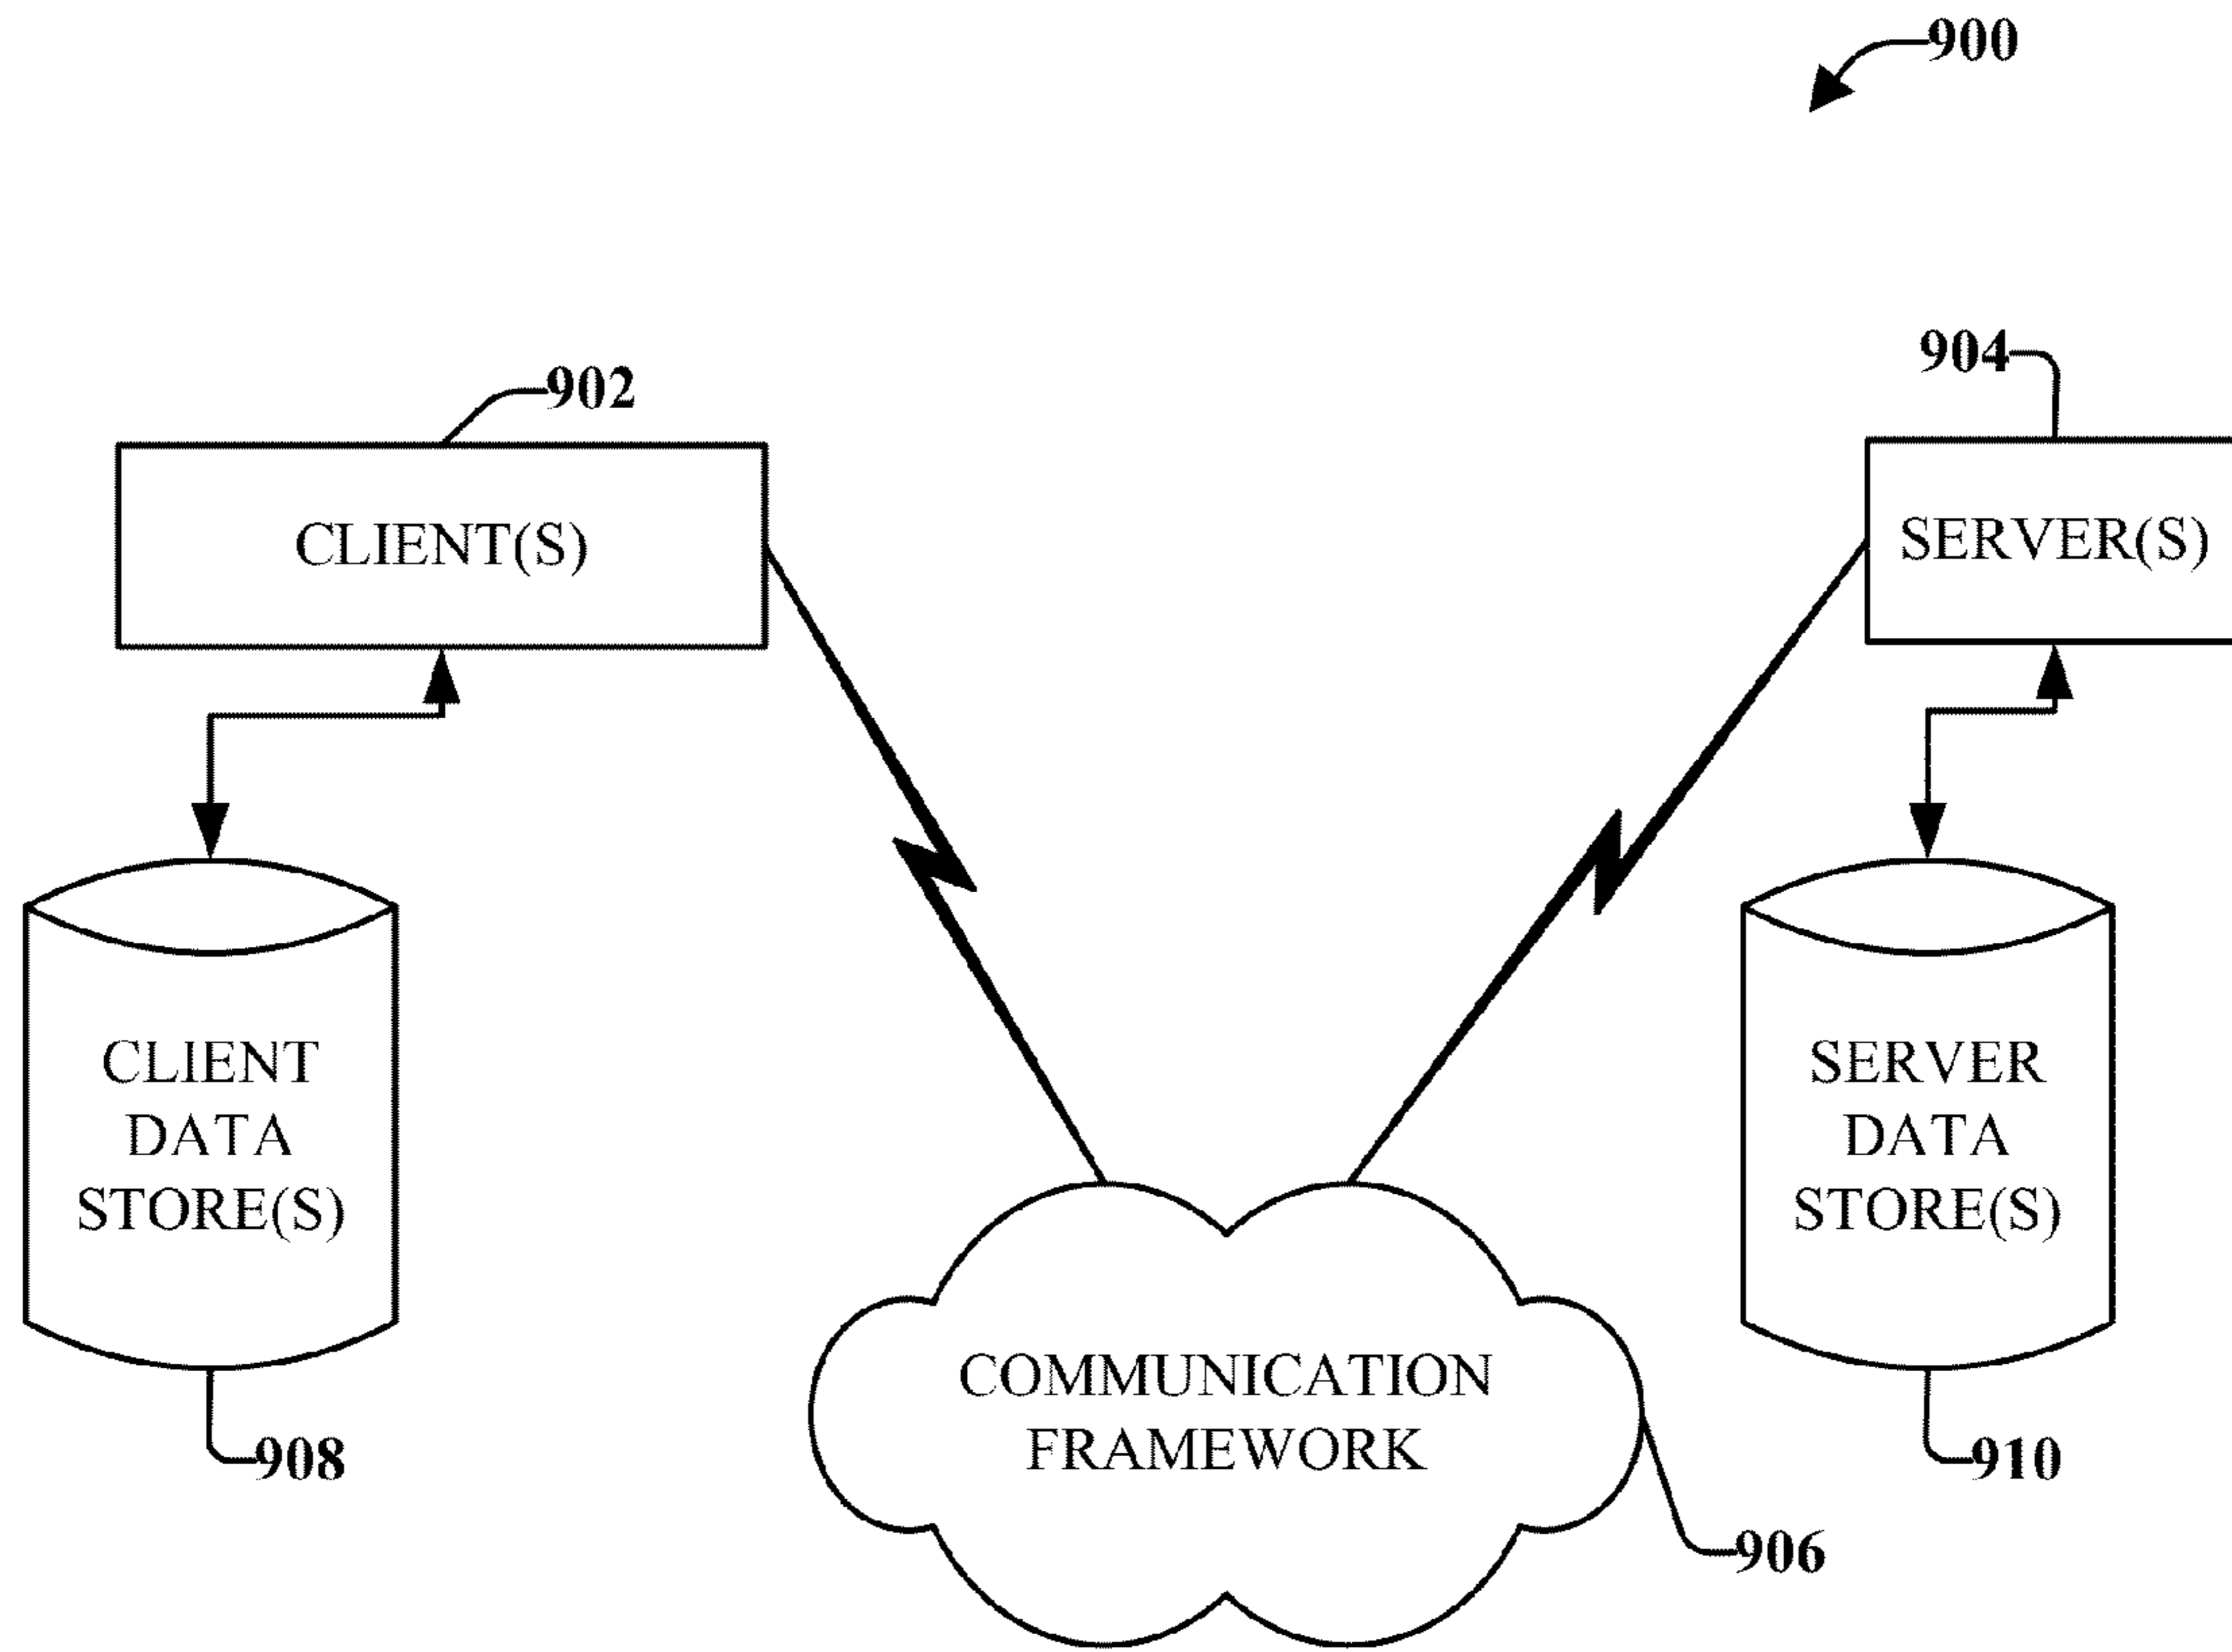 900
902
904
CLIENT(S)
SERVER(S)
CLIENT
DATA
STORE(S)
SERVER
DATA
STORE(S)
COMMUNICATION
FRAMEWORK
908
910
906